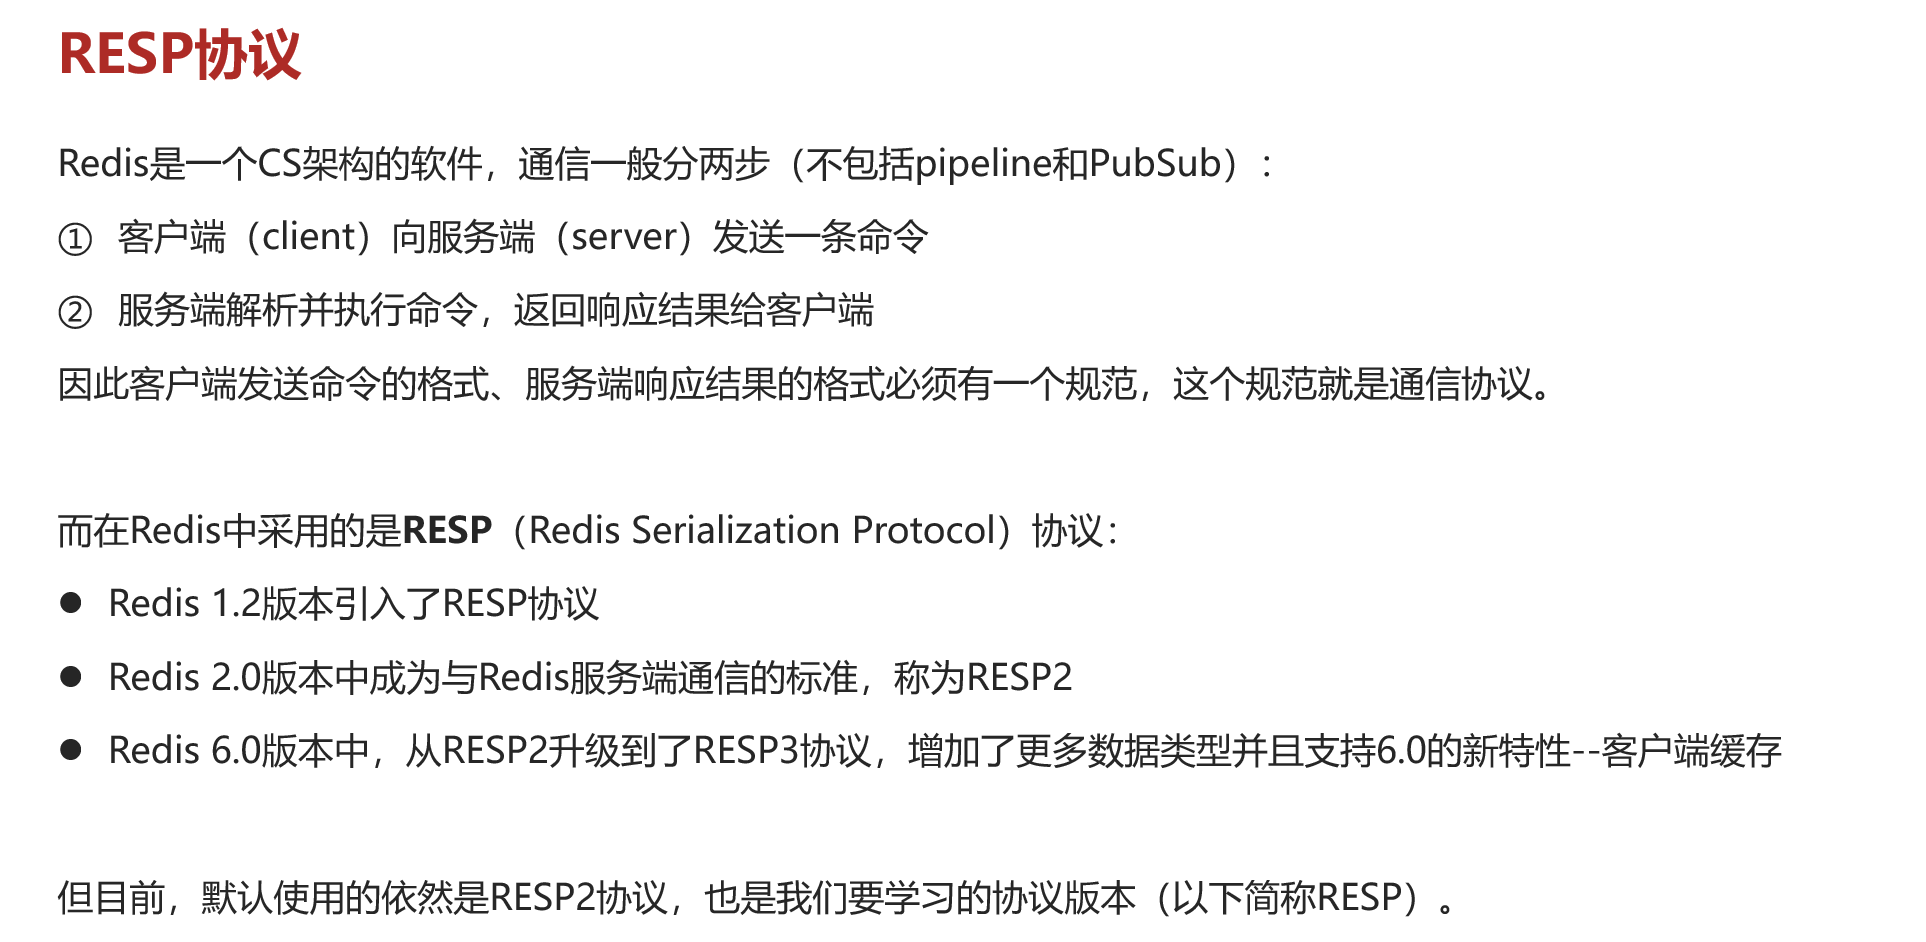 RESP协议
Redis是一个CS架构的软件，通信一般分两步（不包括pipeline和PubSub）：
① 客户端（client）向服务端（server）发送一条命令
② 服务端解析并执行命令，返回响应结果给客户端
因此客户端发送命令的格式、服务端响应结果的格式必须有一个规范，这个规范就是通信协议。
而在Redis中采用的是RESP（Redis Serialization Protocol）协议：
● Redis 1.2版本引入了RESP协议
● Redis 2.0版本中成为与Redis服务端通信的标准，称为RESP2
● Redis 6.0版本中，从RESP2升级到了RESP3协议，增加了更多数据类型并且支持6.0的新特性--客户端缓存
但目前，默认使用的依然是RESP2协议，也是我们要学习的协议版本（以下简称RESP）。